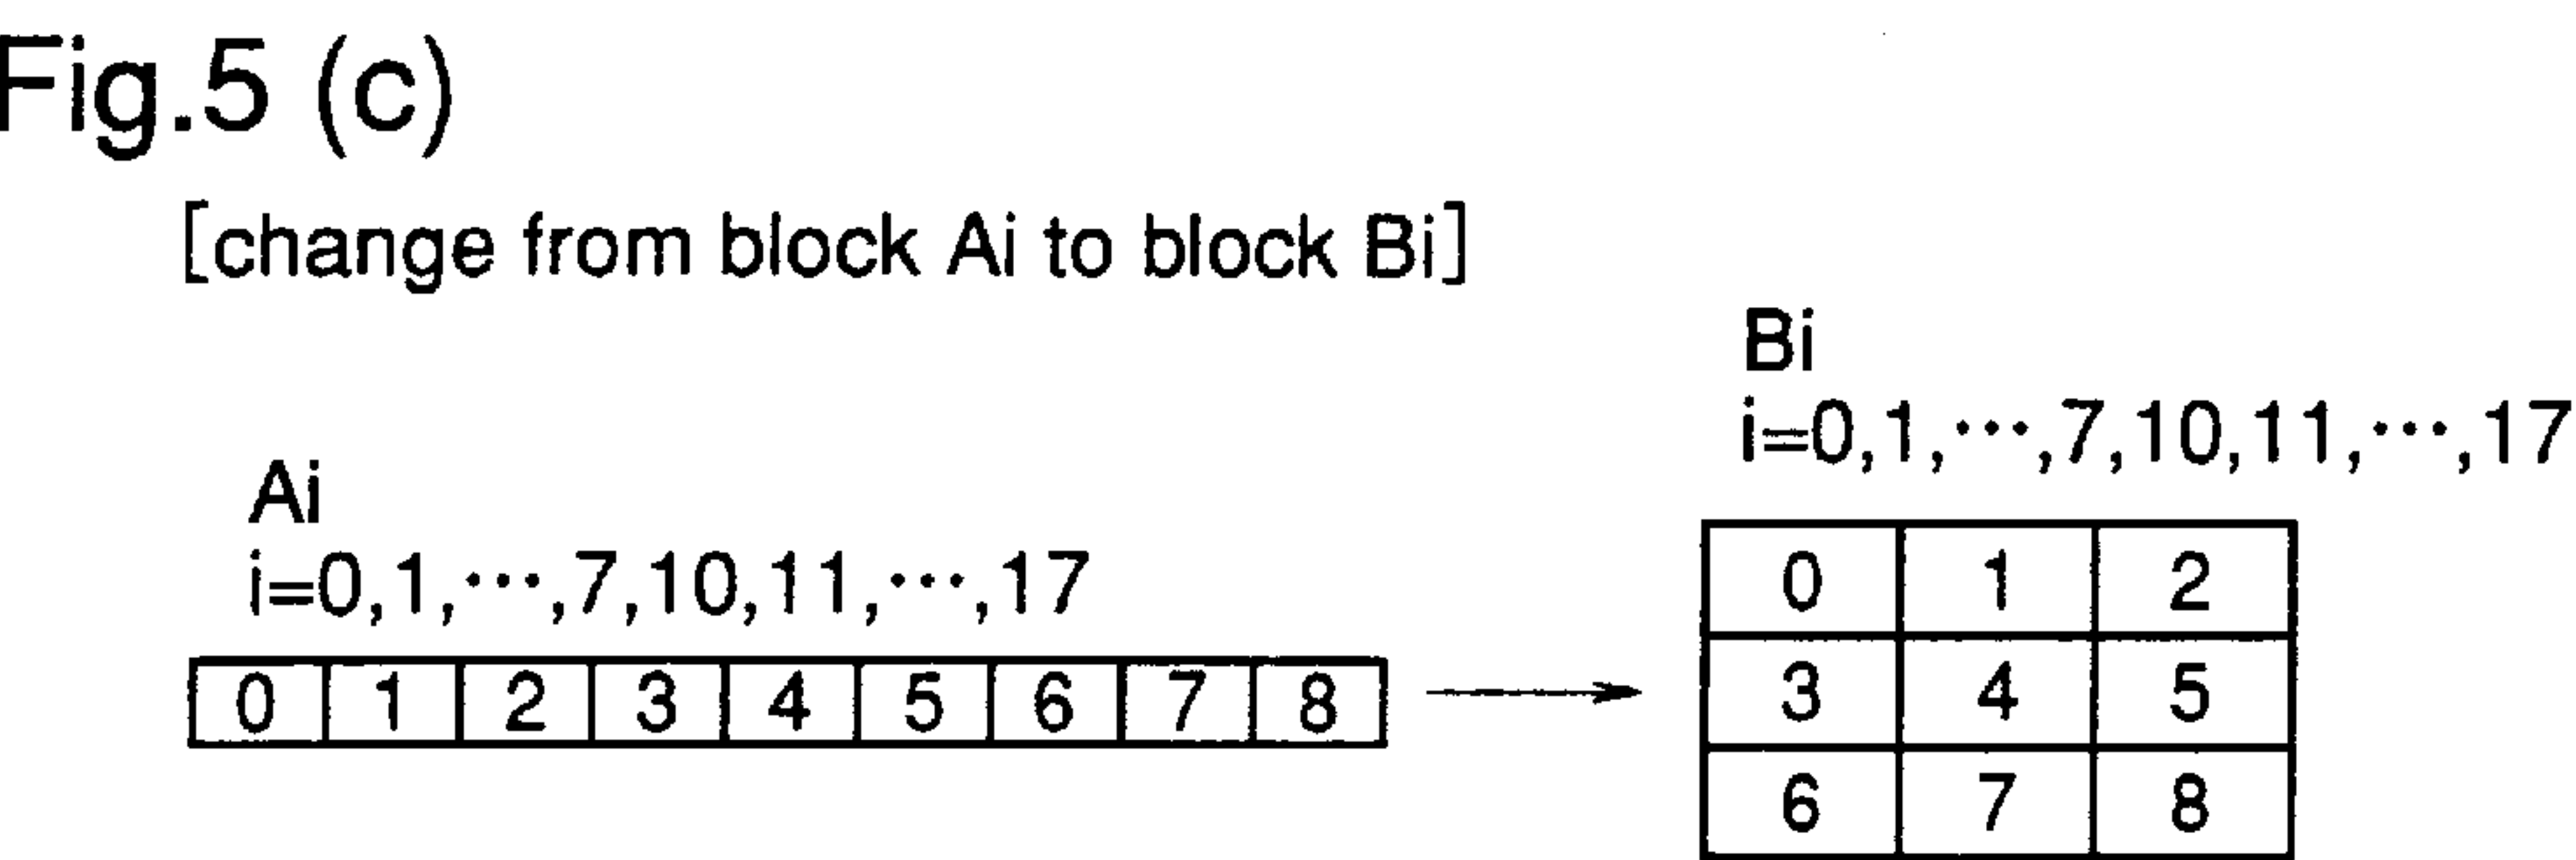 Fig.5 (c)
[change from block Ai to block Bi]
Ai
i=0,1,···,7,10,11,···,17
0 1 2 3 4 5 6 7 8
Bi
i=0,1,···,7,10,11,···,17
0 1 2
3 4 5
6 7 8